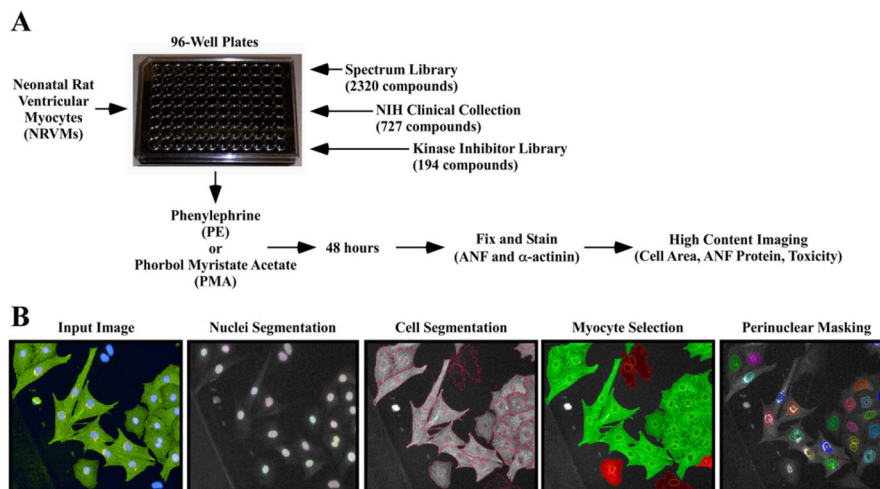 A
96-Well Plates
Neonatal Rat
Ventricular
Myocytes
(NRVMs)
Spectrum Library
(2320 compounds)
NIH Clinical Collection
(727 compounds)
Kinase Inhibitor Library
(194 compounds)
Phenylephrine
(PE)
or
Phorbol Myristate Acetate
(PMA)
48 hours
Fix and Stain
(ANF and α-actinin)
High Content Imaging
(Cell Area, ANF Protein, Toxicity)
B
Input Image
Nuclei Segmentation
Cell Segmentation
Myocyte Selection
Perinuclear Masking